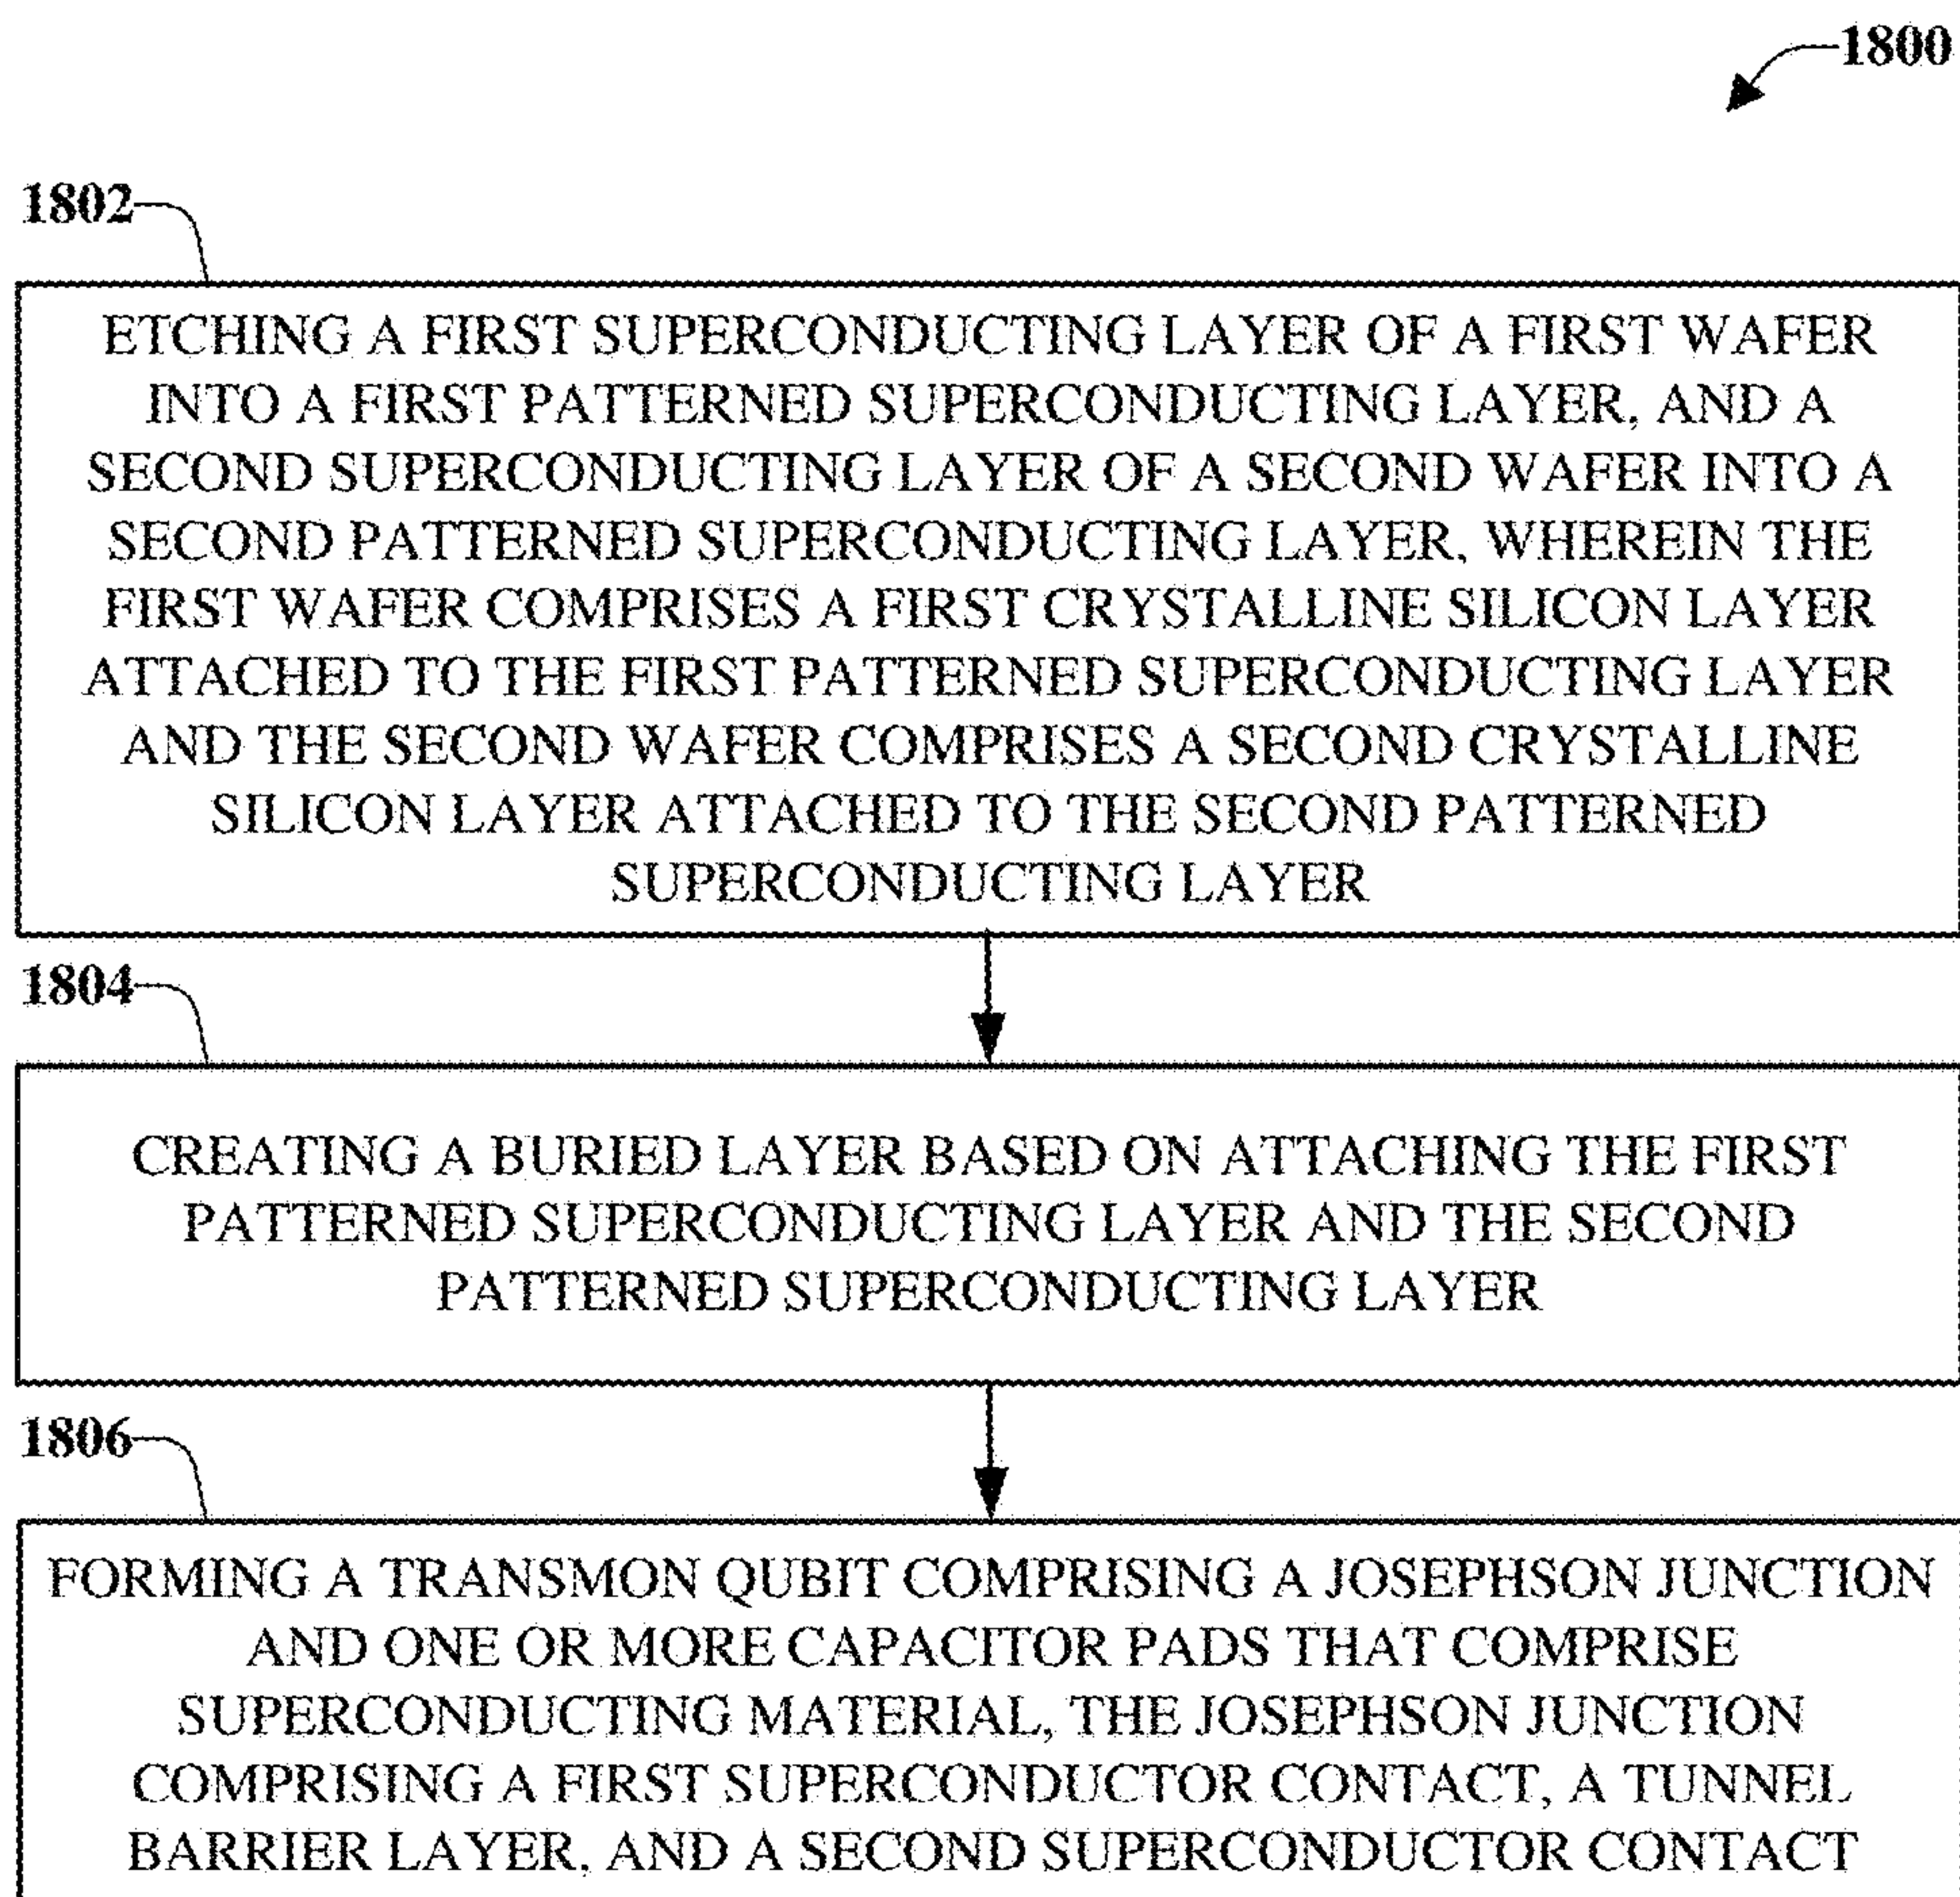 1800
1802
ETCHING A FIRST SUPERCONDUCTING LAYER OF A FIRST WAFER
INTO A FIRST PATTERNED SUPERCONDUCTING LAYER, AND A
SECOND SUPERCONDUCTING LAYER OF A SECOND WAFER INTO A
SECOND PATTERNED SUPERCONDUCTING LAYER, WHEREIN THE
FIRST WAFER COMPRISES A FIRST CRYSTALLINE SILICON LAYER
ATTACHED TO THE FIRST PATTERNED SUPERCONDUCTING LAYER
AND THE SECOND WAFER COMPRISES A SECOND CRYSTALLINE
SILICON LAYER ATTACHED TO THE SECOND PATTERNED
SUPERCONDUCTING LAYER
1804
CREATING A BURIED LAYER BASED ON ATTACHING THE FIRST
PATTERNED SUPERCONDUCTING LAYER AND THE SECOND
PATTERNED SUPERCONDUCTING LAYER
1806
FORMING A TRANSMON QUBIT COMPRISING A JOSEPHSON JUNCTION
AND ONE OR MORE CAPACITOR PADS THAT COMPRISE
SUPERCONDUCTING MATERIAL, THE JOSEPHSON JUNCTION
COMPRISING A FIRST SUPERCONDUCTOR CONTACT, A TUNNEL
BARRIER LAYER, AND A SECOND SUPERCONDUCTOR CONTACT